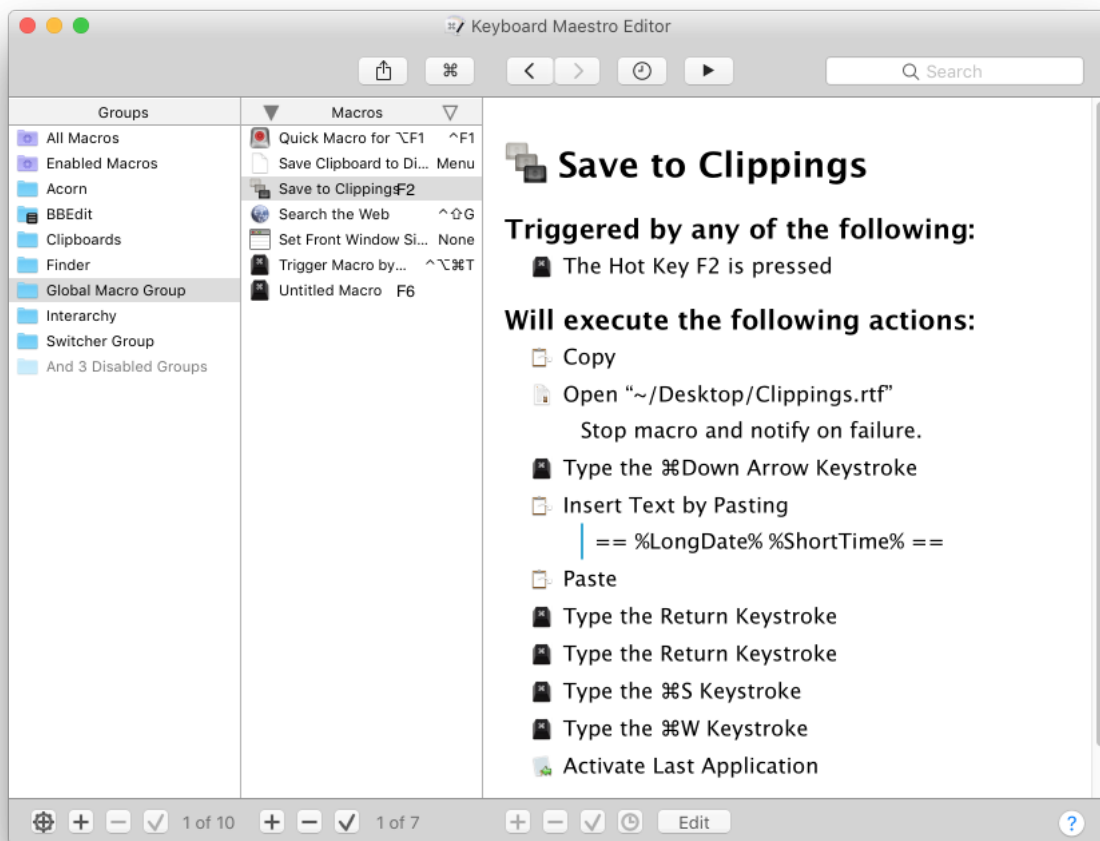 Keyboard Maestro Editor
⌘
Search
Groups
All Macros
Enabled Macros
Acorn
BBEdit
Clipboards
Finder
Global Macro Group
Interarchy
Switcher Group
And 3 Disabled Groups
Macros
Quick Macro for ⌥F1 ^F1
Save Clipboard to Di... Menu
Save to Clippings F2
Search the Web ^⇧G
Set Front Window Si... None
Trigger Macro by... ^⌥⌘T
Untitled Macro F6
Save to Clippings
Triggered by any of the following:
The Hot Key F2 is pressed
Will execute the following actions:
Copy
Open “~/Desktop/Clippings.rtf”
Stop macro and notify on failure.
Type the ⌘Down Arrow Keystroke
Insert Text by Pasting
== %LongDate% %ShortTime% ==
Paste
Type the Return Keystroke
Type the Return Keystroke
Type the ⌘S Keystroke
Type the ⌘W Keystroke
Activate Last Application
1 of 10
1 of 7
Edit
?